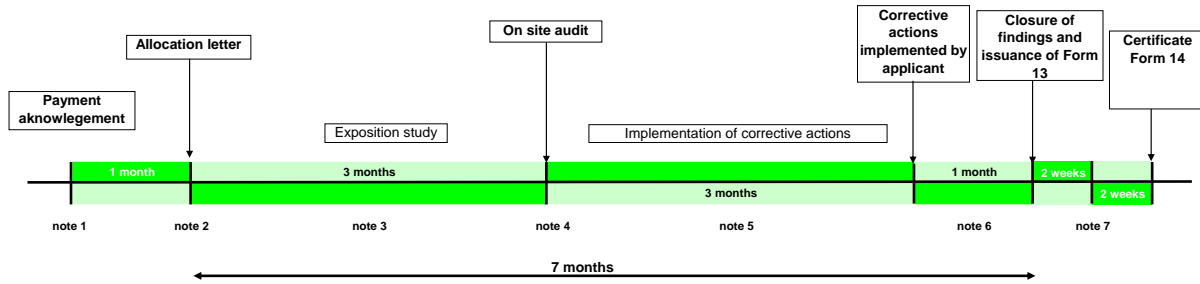 Payment
aknowlegement
Allocation letter
Exposition study
On site audit
Implementation of corrective actions
Corrective
actions
implemented by
applicant
Closure of
findings and
issuance of Form
13
Certificate
Form 14
1 month
3 months
3 months
1 month
2 weeks
2 weeks
note 1
note 2
note 3
note 4
note 5
note 6
note 7
7 months